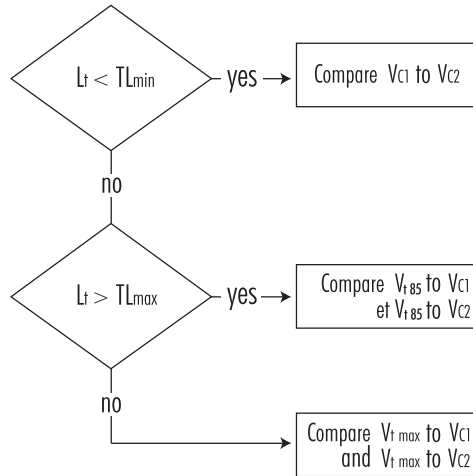 Lt < TLmin
yes
Compare VC1 to VC2
no
Lt > TLmax
yes
Compare Vt 85 to VC1
et Vt 85 to VC2
no
Compare Vt max to VC1
and Vt max to VC2